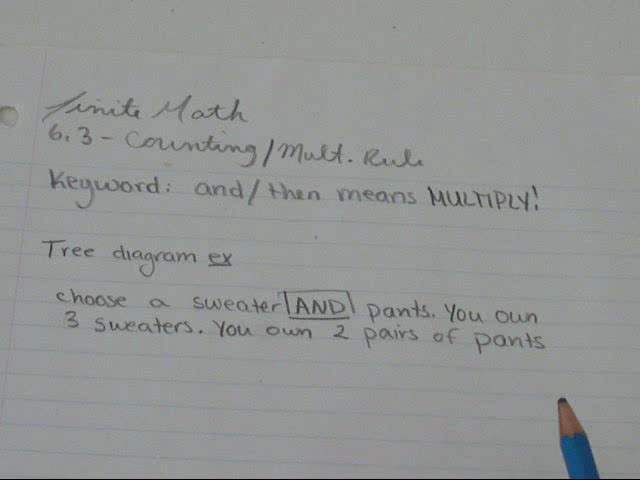 Finite Math
6.3 - Counting/Mult. Rule
Keyword: and/then means MULTIPLY!
Tree diagram ex
choose a sweater AND pants. You own
3 sweaters. You own 2 pairs of pants